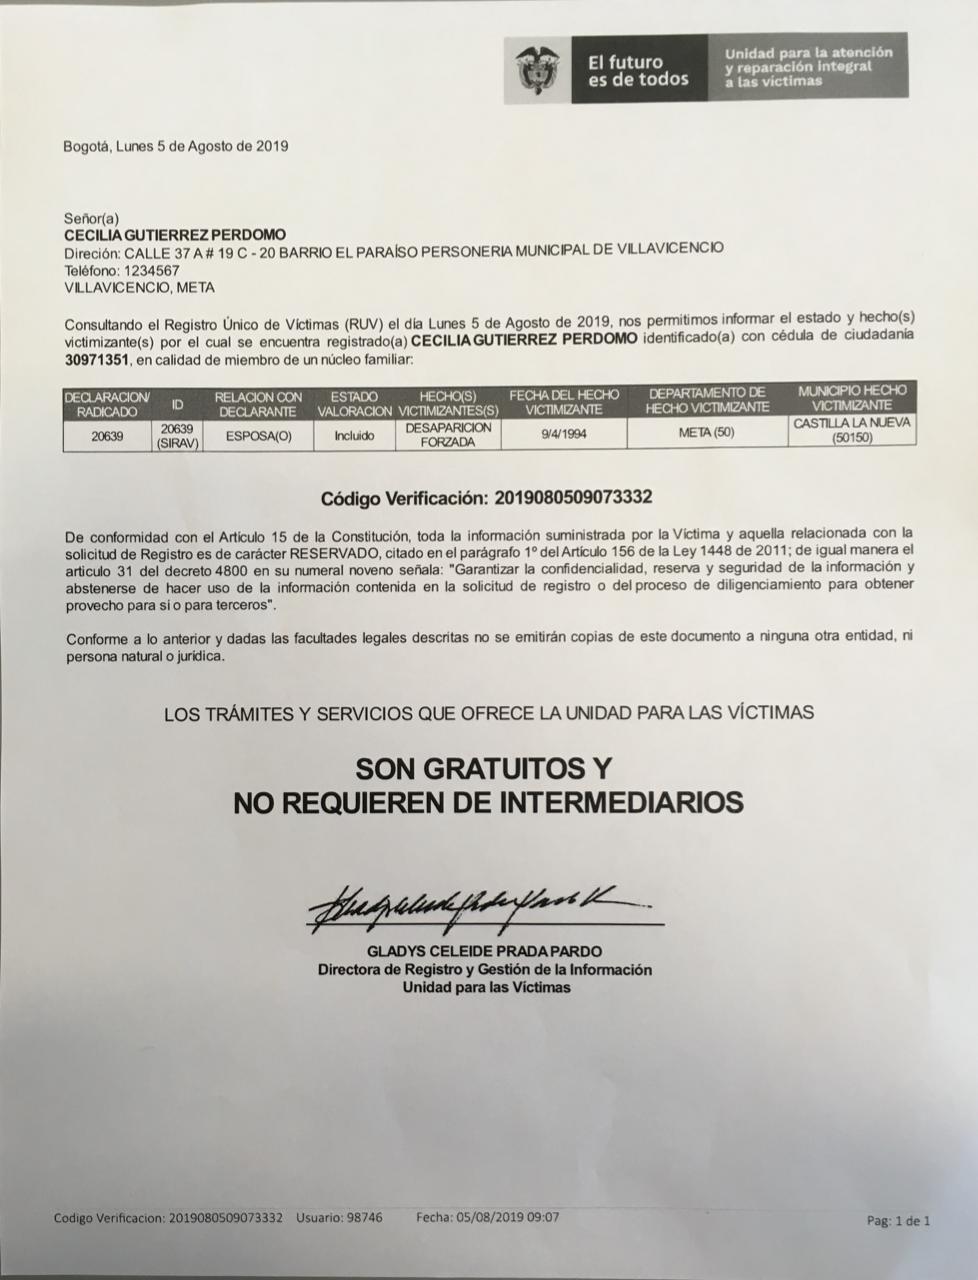 El futuro
es de todos
Unidad para la atención
y reparación integral
a las víctimas
Bogotá, Lunes 5 de Agosto de 2019
Señor(a)
CECILIA GUTIERREZ PERDOMO
Direción: CALLE 37 A # 19 C - 20 BARRIO EL PARAÍSO PERSONERIA MUNICIPAL DE VILLAVICENCIO
Teléfono: 1234567
VILLAVICENCIO, META
Consultando el Registro Único de Víctimas (RUV) el día Lunes 5 de Agosto de 2019, nos permitimos informar el estado y hecho(s)
victimizante(s) por el cual se encuentra registrado(a) CECILIA GUTIERREZ PERDOMO identificado(a) con cédula de ciudadanía
30971351, en calidad de miembro de un núcleo familiar:
DECLARACION/ RADICADO ID RELACION CON DECLARANTE ESTADO VALORACION HECHO(S) VICTIMIZANTES(S) FECHA DEL HECHO VICTIMIZANTE DEPARTAMENTO DE HECHO VICTIMIZANTE MUNICIPIO HECHO VICTIMIZANTE
20639 20639 (SIRAV) ESPOSA(O) Incluido DESAPARICION FORZADA 9/4/1994 META (50) CASTILLA LA NUEVA (50150)
Código Verificación: 2019080509073332
De conformidad con el Artículo 15 de la Constitución, toda la información suministrada por la Víctima y aquella relacionada con la
solicitud de Registro es de carácter RESERVADO, citado en el parágrafo 1º del Artículo 156 de la Ley 1448 de 2011; de igual manera el
articulo 31 del decreto 4800 en su numeral noveno señala: "Garantizar la confidencialidad, reserva y seguridad de la información y
abstenerse de hacer uso de la información contenida en la solicitud de registro o del proceso de diligenciamiento para obtener
provecho para si o para terceros".
Conforme a lo anterior y dadas las facultades legales descritas no se emitirán copias de este documento a ninguna otra entidad, ni
persona natural o jurídica.
LOS TRÁMITES Y SERVICIOS QUE OFRECE LA UNIDAD PARA LAS VÍCTIMAS
SON GRATUITOS Y
NO REQUIEREN DE INTERMEDIARIOS
GLADYS CELEIDE PRADA PARDO
Directora de Registro y Gestión de la Información
Unidad para las Víctimas
Codigo Verificacion: 2019080509073332 Usuario: 98746 Fecha: 05/08/2019 09:07
Pag: 1 de 1